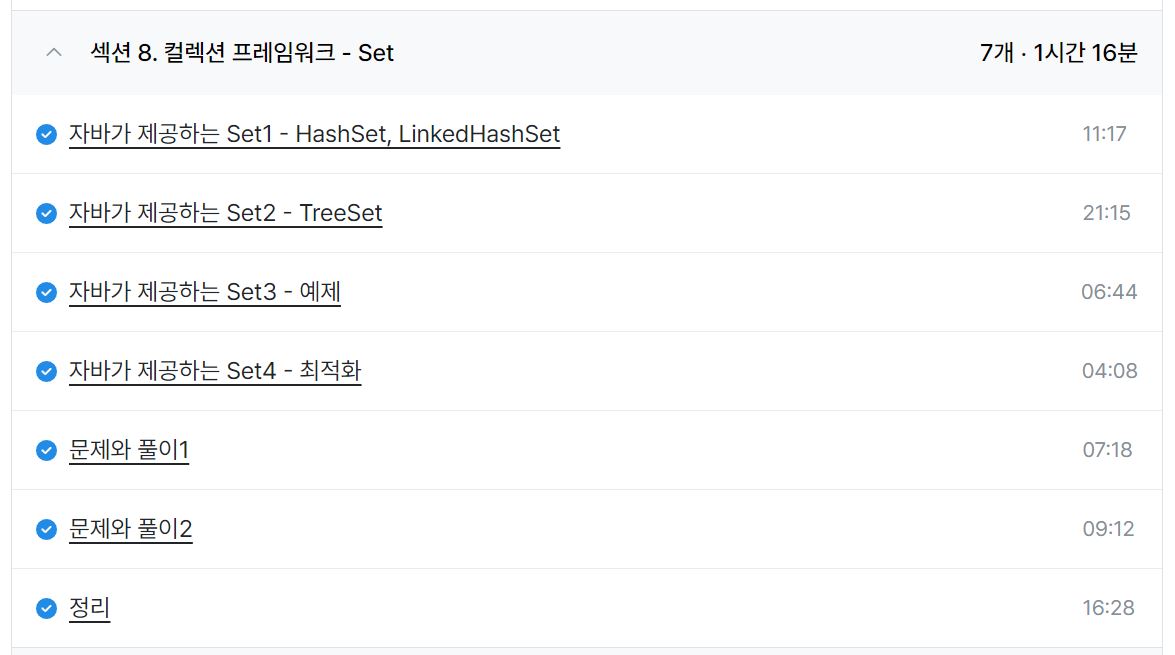 섹션 8. 컬렉션 프레임워크 - Set 7개 · 1시간 16분
자바가 제공하는 Set1 - HashSet, LinkedHashSet 11:17
자바가 제공하는 Set2 - TreeSet 21:15
자바가 제공하는 Set3 - 예제 06:44
자바가 제공하는 Set4 - 최적화 04:08
문제와 풀이1 07:18
문제와 풀이2 09:12
정리 16:28